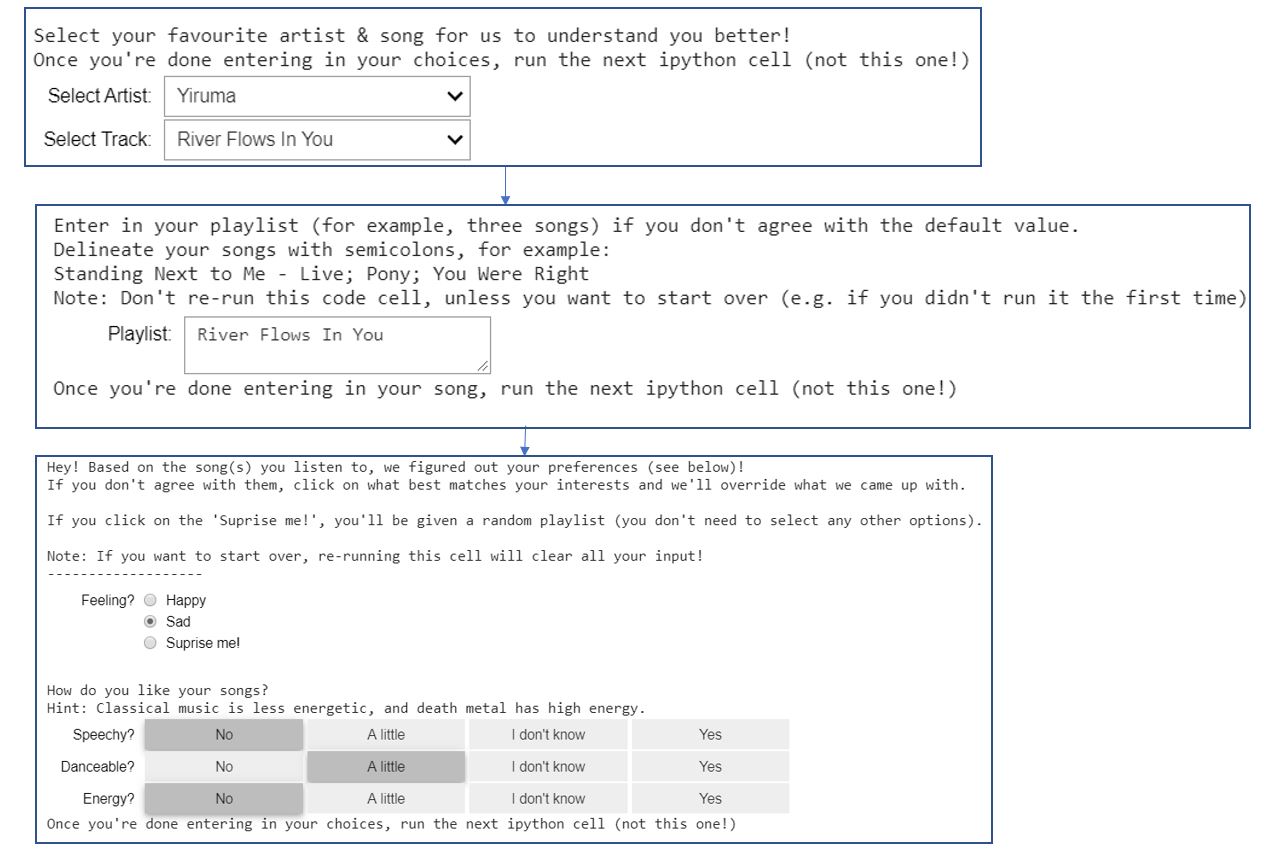 Select your favourite artist & song for us to understand you better!
Once you're done entering in your choices, run the next ipython cell (not this one!)
Select Artist: Yiruma
Select Track: River Flows In You
Enter in your playlist (for example, three songs) if you don't agree with the default value.
Delineate your songs with semicolons, for example:
Standing Next to Me - Live; Pony; You Were Right
Note: Don't re-run this code cell, unless you want to start over (e.g. if you didn't run it the first time)
Playlist: River Flows In You
Once you're done entering in your song, run the next ipython cell (not this one!)
Hey! Based on the song(s) you listen to, we figured out your preferences (see below)!
If you don't agree with them, click on what best matches your interests and we'll override what we came up with.
If you click on the 'Suprise me!', you'll be given a random playlist (you don't need to select any other options).
Note: If you want to start over, re-running this cell will clear all your input!
-------------------
Feeling? Happy
Sad
Suprise me!
How do you like your songs?
Hint: Classical music is less energetic, and death metal has high energy.
Speechy? No A little I don't know Yes
Danceable? No A little I don't know Yes
Energy? No A little I don't know Yes
Once you're done entering in your choices, run the next ipython cell (not this one!)